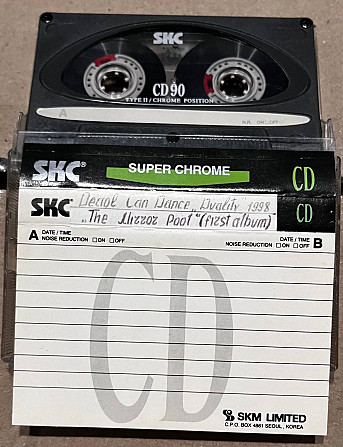 SKC
CD 90
TYPE II / CHROME POSITION
A
N.R. □ON □OFF
SKC® SUPER CHROME CD
SKC Dead Can Dance, Duality 1998 CD
"The Mirror Pool" (first album)
A DATE / TIME
NOISE REDUCTION □ON □OFF
DATE / TIME B
NOISE REDUCTION □ON □OFF
CD
SKM LIMITED
C.P.O. BOX 4861 SEOUL, KOREA